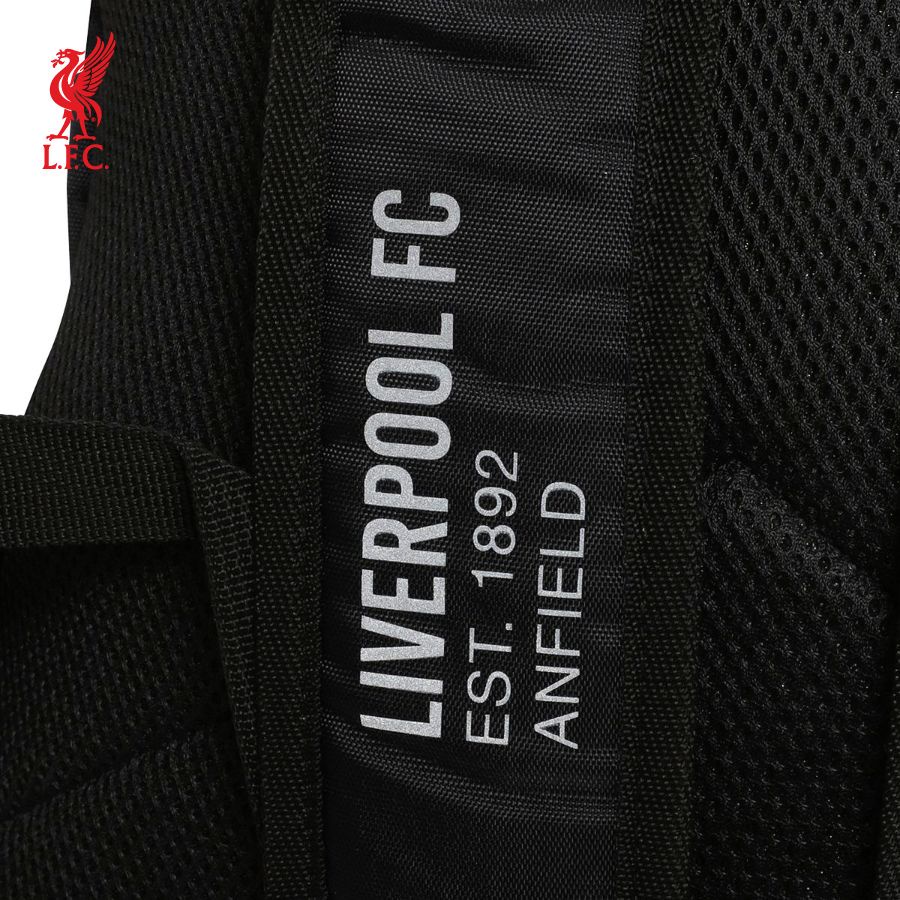 L.F.C.
LIVERPOOL FC
EST. 1892
ANFIELD